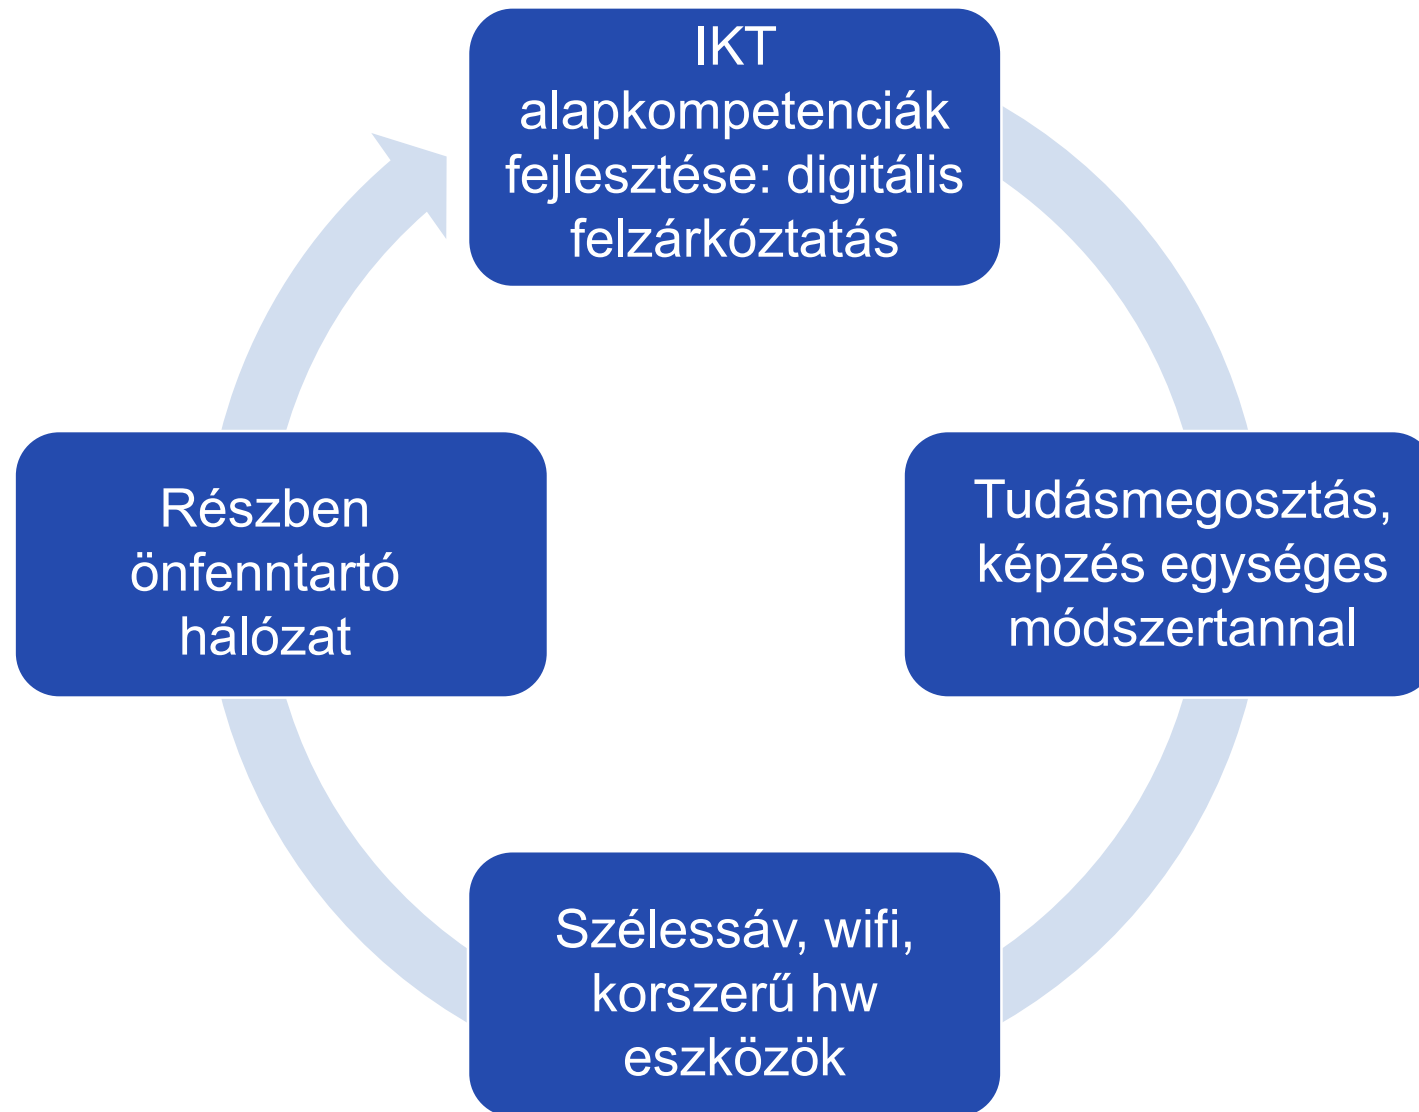 IKT
alapkompetenciák
fejlesztése: digitális
felzárkóztatás
Tudásmegosztás,
képzés egységes
módszertannal
Szélessáv, wifi,
korszerű hw
eszközök
Részben
önfenntartó
hálózat